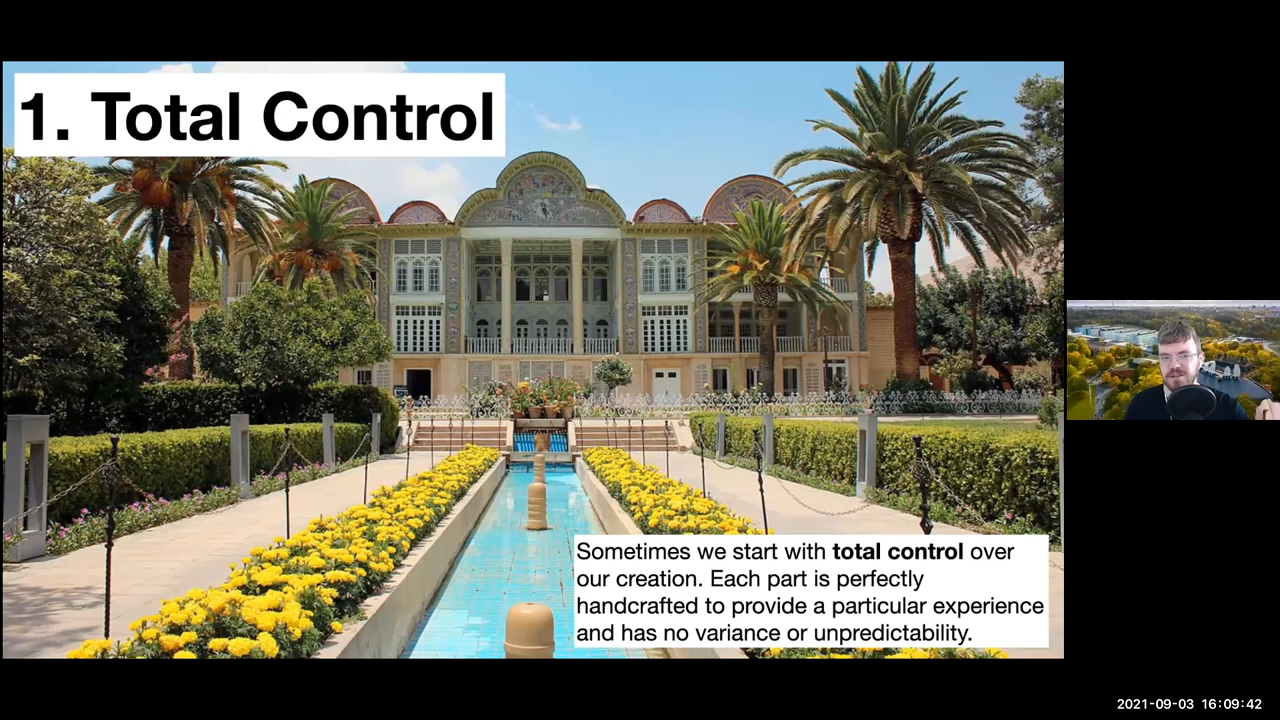 1. Total Control
Sometimes we start with total control over
our creation. Each part is perfectly
handcrafted to provide a particular experience
and has no variance or unpredictability.
2021-09-03 16:09:42